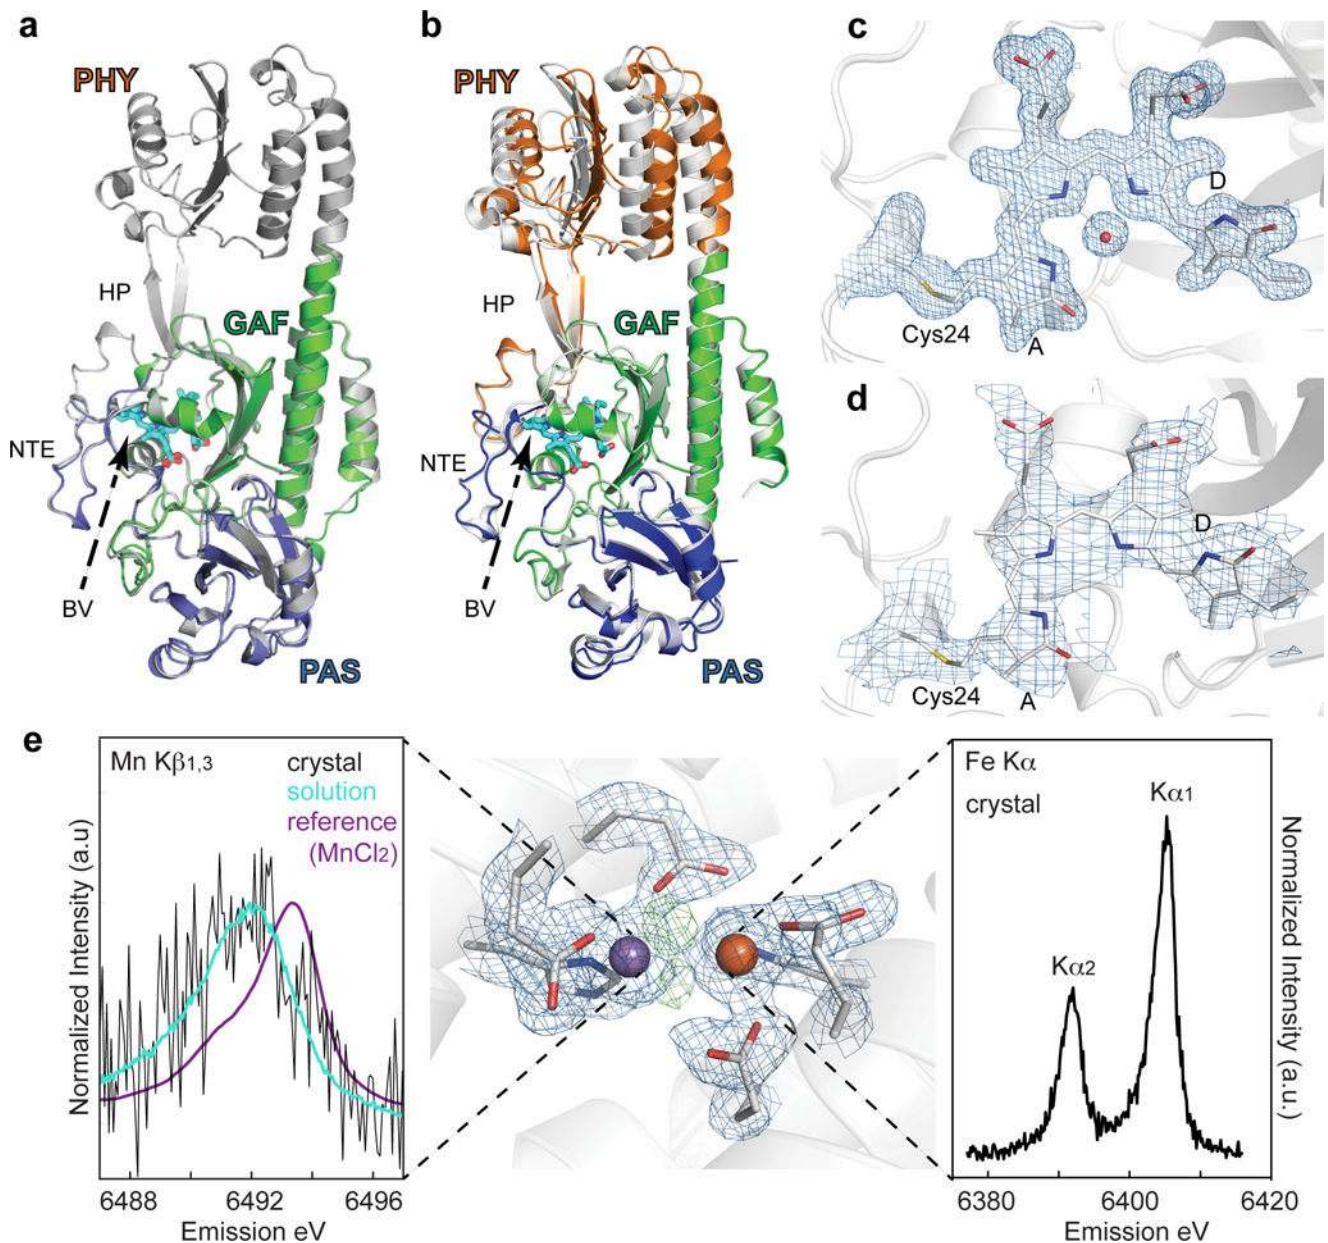 a
PHY
HP
GAF
NTE
BV
PAS
b
PHY
HP
GAF
NTE
BV
PAS
c
D
Cys24
A
d
D
Cys24
A
e
Mn Kβ1,3
crystal
solution
reference
(MnCl2)
Normalized Intensity (a.u)
6488 6492 6496
Emission eV
Fe Kα
crystal
Kα1
Kα2
Normalized Intensity (a.u.)
6380 6400 6420
Emission eV